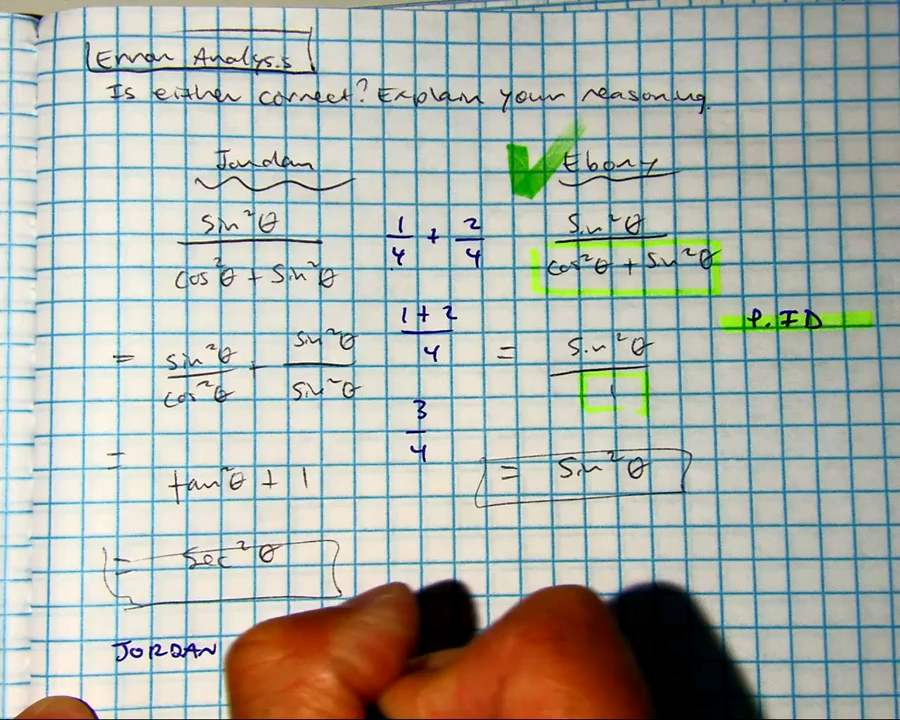 Error Analysis
Is either correct? Explain your reasoning.
Jordan
sin²θ
cos²θ + sin²θ
= sin²θ/cos²θ + sin²θ/sin²θ
=
tan²θ + 1
= sec²θ
JORDAN
1/4 + 2/4
1 + 2
4
3
4
Ebony
sin²θ
cos²θ + sin²θ
= sin²θ
1
= sin²θ
P. ID